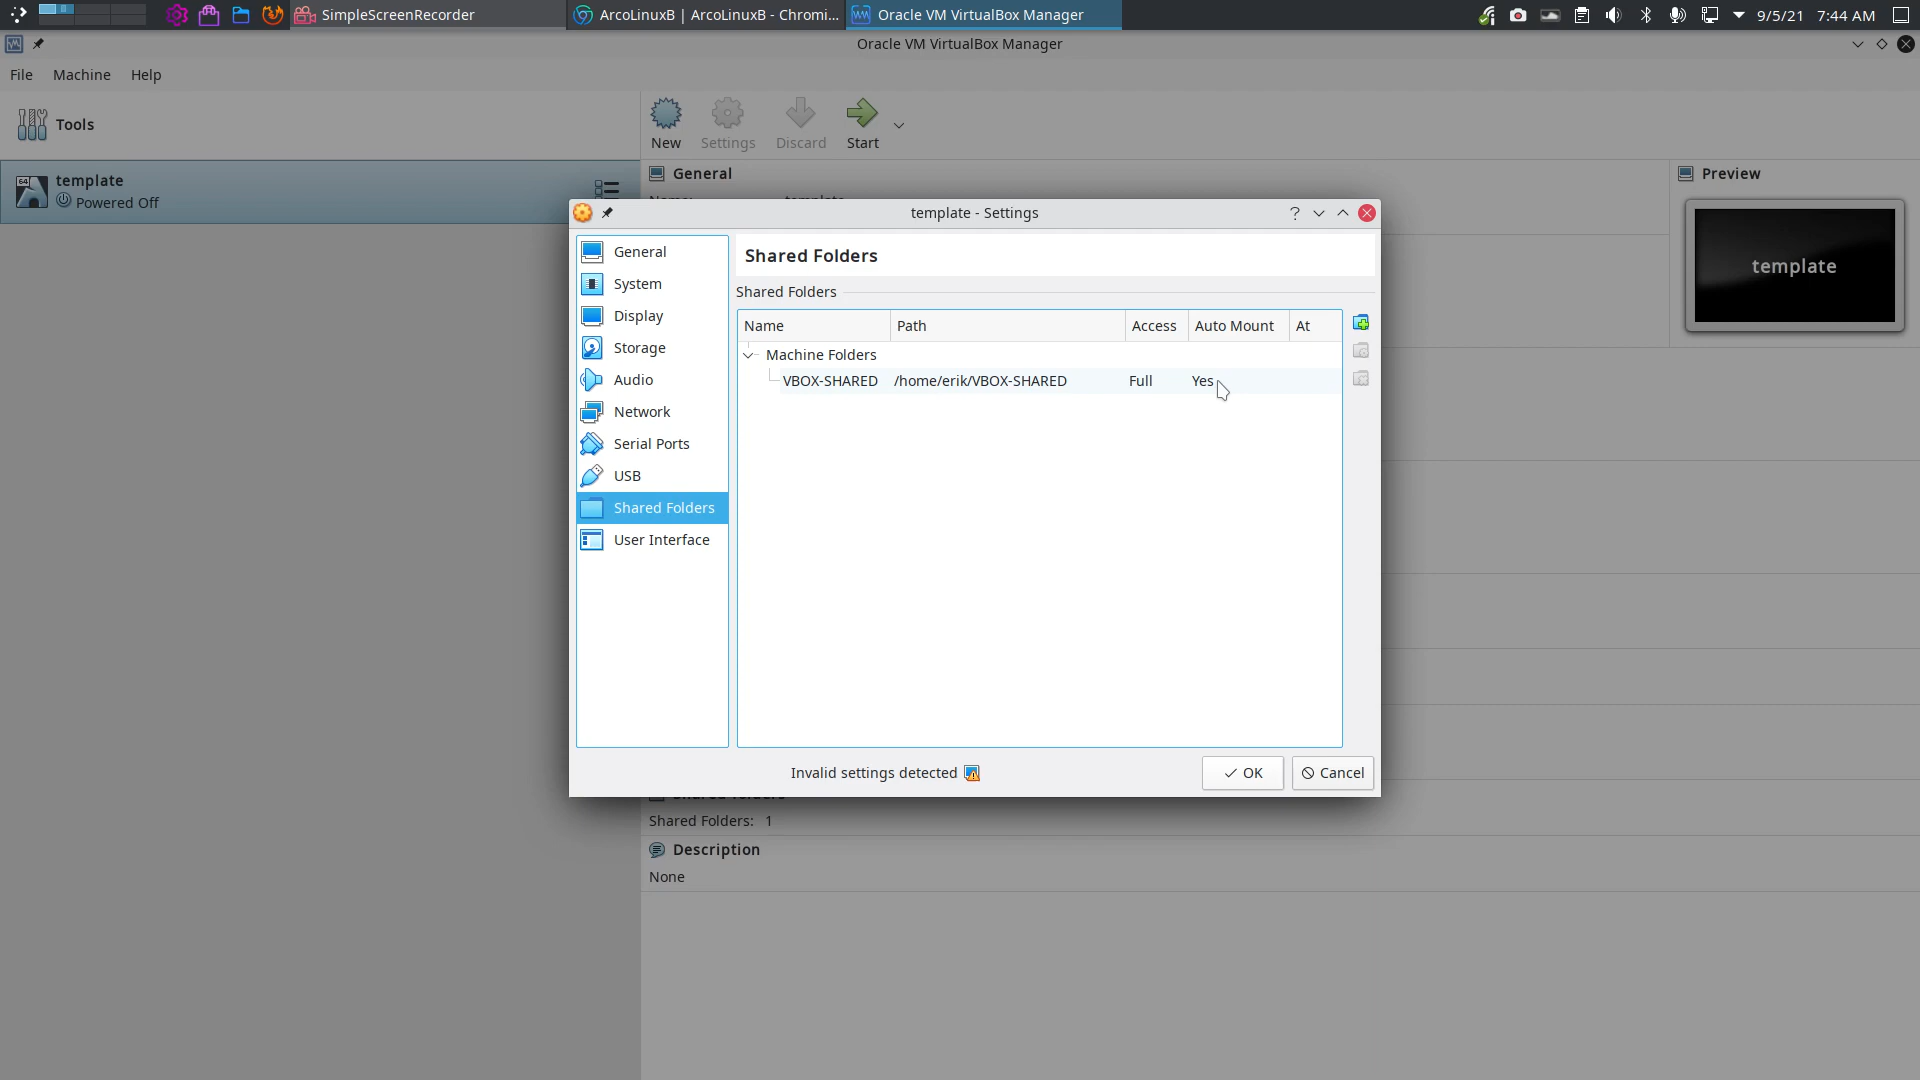 SimpleScreenRecorder
ArcoLinuxB | ArcoLinuxB - Chromi...
Oracle VM VirtualBox Manager
9/5/21 7:44 AM
Oracle VM VirtualBox Manager
File Machine Help
Tools
New Settings Discard Start
64 template
Powered Off
General
Preview
template
template - Settings
?
General
System
Display
Storage
Audio
Network
Serial Ports
USB
Shared Folders
User Interface
Shared Folders
Shared Folders
Name Path Access Auto Mount At
Machine Folders
VBOX-SHARED /home/erik/VBOX-SHARED Full Yes
Invalid settings detected
OK Cancel
Shared Folders: 1
Description
None